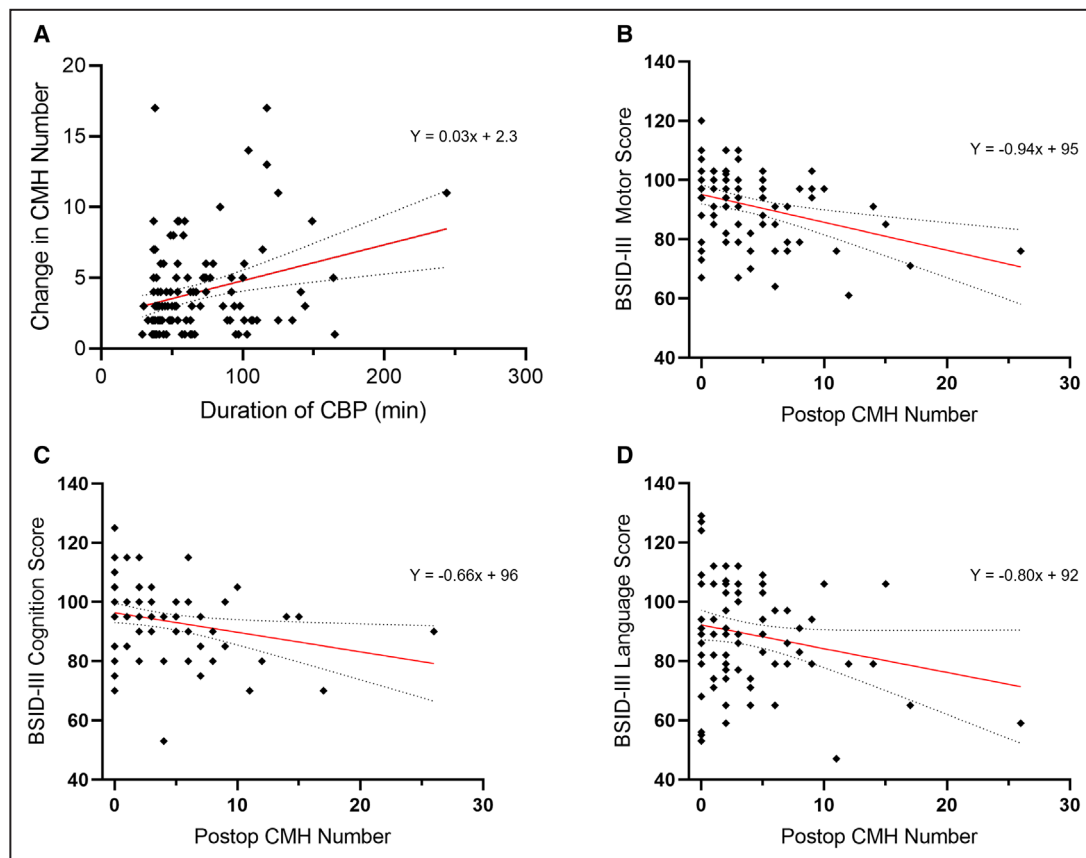 A
Change in CMH Number
20
15
10
5
0
Y = 0.03x + 2.3
0 100 200 300
Duration of CBP (min)
B
BSID-III Motor Score
140
120
100
80
60
40
Y = -0.94x + 95
0 10 20 30
Postop CMH Number
C
BSID-III Cognition Score
140
120
100
80
60
40
Y = -0.66x + 96
0 10 20 30
Postop CMH Number
D
BSID-III Language Score
140
120
100
80
60
40
Y = -0.80x + 92
0 10 20 30
Postop CMH Number